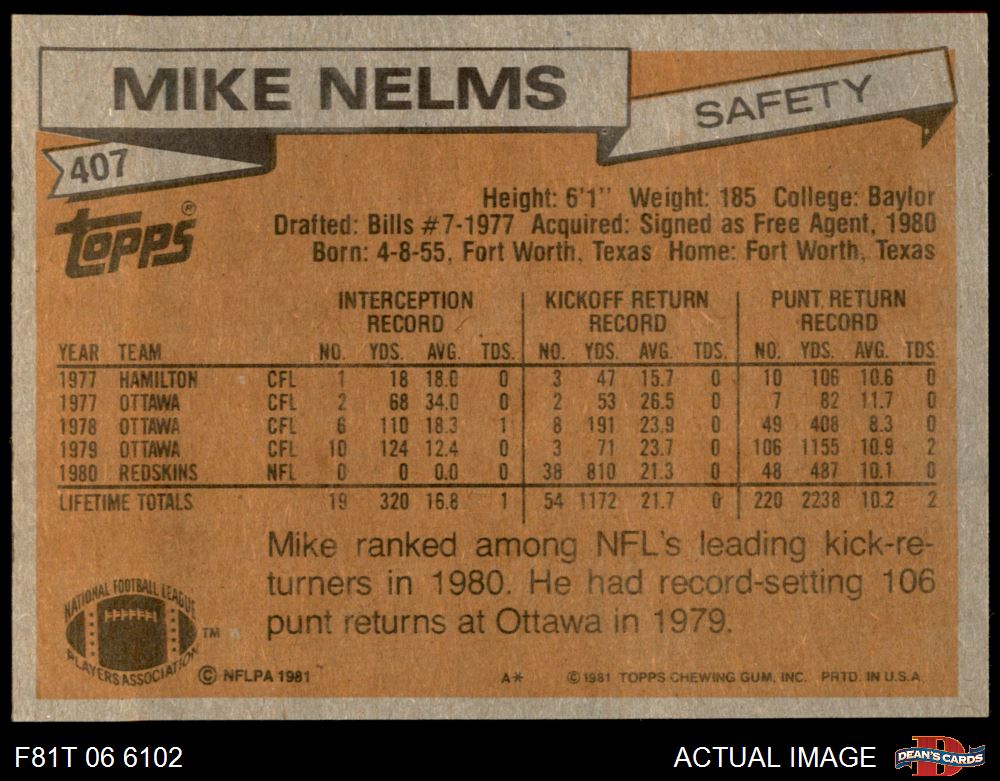 MIKE NELMS
SAFETY
407
topps®
Height: 6'1" Weight: 185 College: Baylor
Drafted: Bills #7-1977 Acquired: Signed as Free Agent, 1980
Born: 4-8-55, Fort Worth, Texas Home: Fort Worth, Texas
INTERCEPTION RECORD KICKOFF RETURN RECORD PUNT RETURN RECORD
YEAR TEAM NO. YDS. AVG. TDS. NO. YDS. AVG. TDS. NO. YDS. AVG. TDS.
1977 HAMILTON CFL 1 18 18.0 0 3 47 15.7 0 10 106 10.6 0
1977 OTTAWA CFL 2 68 34.0 0 2 53 26.5 0 7 82 11.7 0
1978 OTTAWA CFL 6 110 18.3 1 8 191 23.9 0 49 408 8.3 0
1979 OTTAWA CFL 10 124 12.4 0 3 71 23.7 0 106 1155 10.9 2
1980 REDSKINS NFL 0 0 0.0 0 38 810 21.3 0 48 487 10.1 0
LIFETIME TOTALS 19 320 16.8 1 54 1172 21.7 0 220 2238 10.2 2
Mike ranked among NFL's leading kick-re-
turners in 1980. He had record-setting 106
punt returns at Ottawa in 1979.
NATIONAL FOOTBALL LEAGUE
PLAYERS ASSOCIATION
TM
© NFLPA 1981 A* © 1981 TOPPS CHEWING GUM, INC. PRTD. IN U.S.A.
F81T 06 6102 ACTUAL IMAGE
D
DEAN'S CARDS